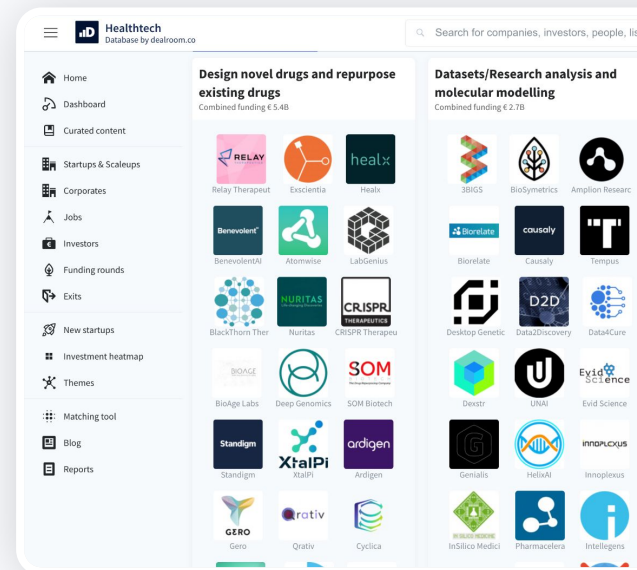 Healthtech
Database by dealroom.co
Search for companies, investors, people, lis
Home
Dashboard
Curated content
Startups & Scaleups
Corporates
Jobs
Investors
Funding rounds
Exits
New startups
Investment heatmap
Themes
Matching tool
Blog
Reports
Design novel drugs and repurpose
existing drugs
Combined funding € 5.4B
RELAY
healx
Relay Therapeut Exscientia Healx
Benevolent
BenevolentAI Atomwise LabGenius
NURITAS
CRISPR
THERAPEUTICS
BlackThorn Ther Nuritas CRISPR Therapeu
BIOAGE
SOM
BioAge Labs Deep Genomics SOM Biotech
Standigm
XtalPi
ardigen
Standigm XtalPi Ardigen
GERO
Qrativ
Gero Qrativ Cyclica
Datasets/Research analysis and
molecular modelling
Combined funding € 2.7B
3BIGS BioSymetrics Amplion Researc
Biorelate
causaly
"T"
Biorelate Causaly Tempus
D2D
Desktop Genetic Data2Discovery Data4Cure
Evid
Science
Dexstr UNAI Evid Science
G
INNOPLCXUS
Genialis HelixAI Innoplexus
IN SILICO MEDICINE
InSilico Medici Pharmacelera Intellegens